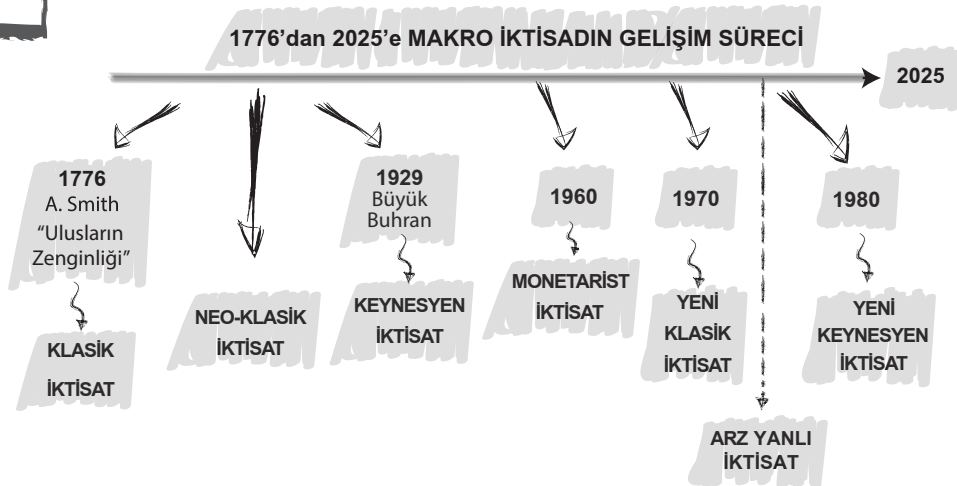 1776’dan 2025’e MAKRO İKTİSADIN GELİŞİM SÜRECİ
2025
1776
A. Smith
“Ulusların
Zenginliği”
KLASİK
İKTİSAT
NEO-KLASİK
İKTİSAT
1929
Büyük
Buhran
KEYNESYEN
İKTİSAT
1960
MONETARIST
İKTİSAT
1970
YENİ
KLASİK
İKTİSAT
ARZ YANLI
İKTİSAT
1980
YENİ
KEYNESYEN
İKTİSAT